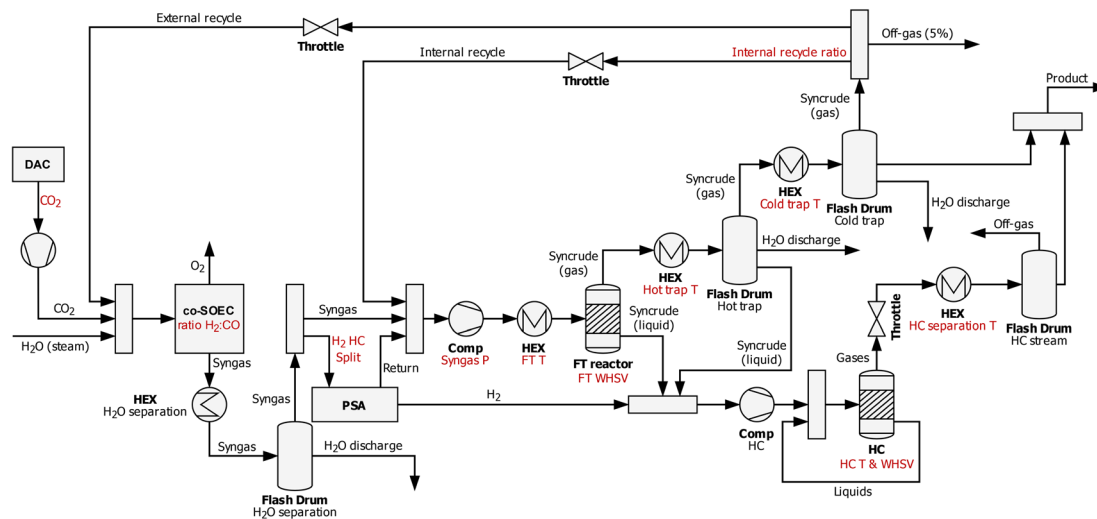 External recycle
Throttle
Internal recycle
Throttle
Internal recycle ratio
Off-gas (5%)
Product
Syncrude
(gas)
DAC
CO₂
HEX
Cold trap T
Flash Drum
Cold trap
H₂O discharge
Syncrude
(gas)
O₂
CO₂
H₂O (steam)
co-SOEC
ratio H₂:CO
Syngas
HEX
H₂O separation
Syngas
Flash Drum
H₂O separation
H₂O discharge
Syngas
Syngas
H₂ HC
Split
Return
PSA
H₂
Comp
Syngas P
HEX
FT T
Syncrude
(gas)
FT reactor
FT WHSV
Syncrude
(liquid)
HEX
Hot trap T
Flash Drum
Hot trap
H₂O discharge
Syncrude
(liquid)
Comp
HC
Gases
HC
HC T & WHSV
Liquids
Throttle
HEX
HC separation T
Off-gas
Flash Drum
HC stream